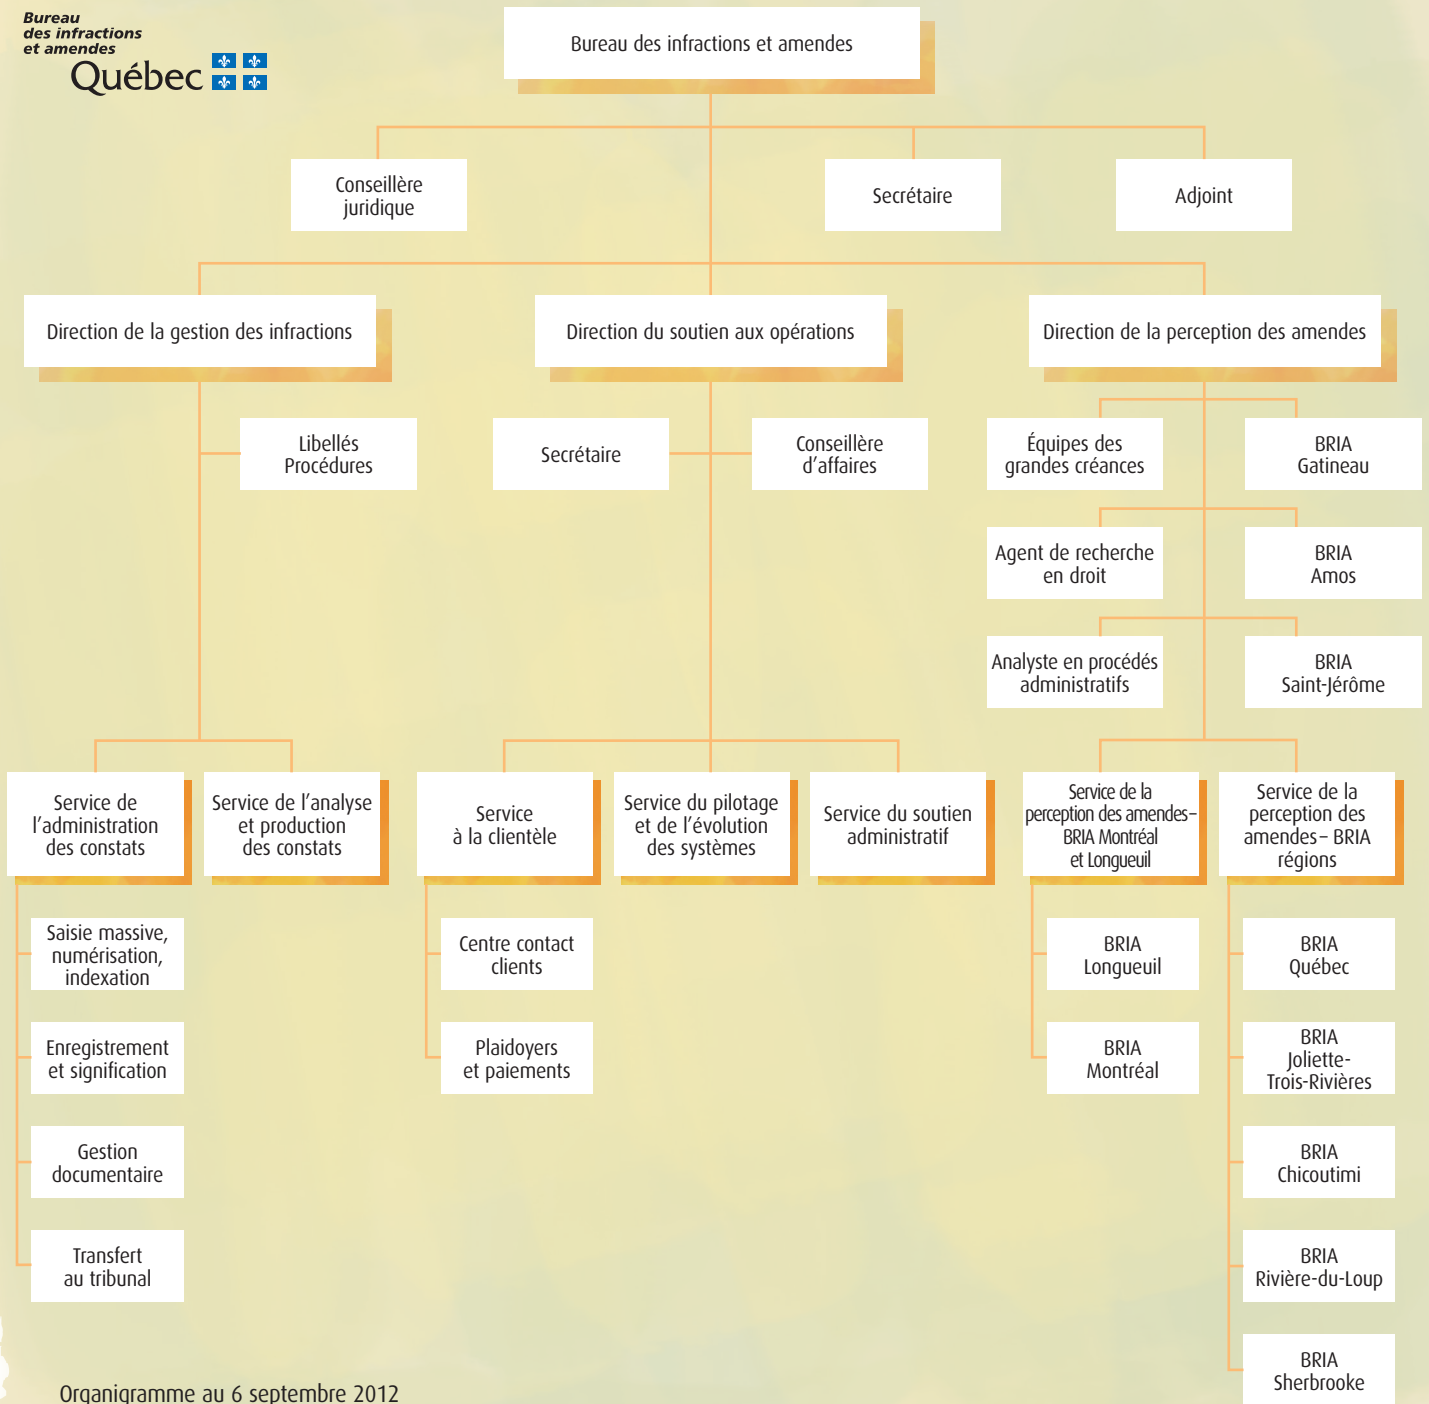 Bureau
des infractions
et amendes
Québec
Bureau des infractions et amendes
Conseillère
juridique
Secrétaire
Adjoint
Direction de la gestion des infractions
Direction du soutien aux opérations
Direction de la perception des amendes
Libellés
Procédures
Secrétaire
Conseillère
d'affaires
Équipes des
grandes créances
BRIA
Gatineau
Agent de recherche
en droit
BRIA
Amos
Analyste en procédés
administratifs
BRIA
Saint-Jérôme
Service de
l'administration
des constats
Service de l'analyse
et production
des constats
Service
à la clientèle
Service du pilotage
et de l'évolution
des systèmes
Service du soutien
administratif
Service de la
perception des amendes–
BRIA Montréal
et Longueuil
Service de la
perception des
amendes– BRIA
régions
Saisie massive,
numérisation,
indexation
Enregistrement
et signification
Gestion
documentaire
Transfert
au tribunal
Centre contact
clients
Plaidoyers
et paiements
BRIA
Longueuil
BRIA
Montréal
BRIA
Québec
BRIA
Joliette-
Trois-Rivières
BRIA
Chicoutimi
BRIA
Rivière-du-Loup
BRIA
Sherbrooke
Organigramme au 6 septembre 2012